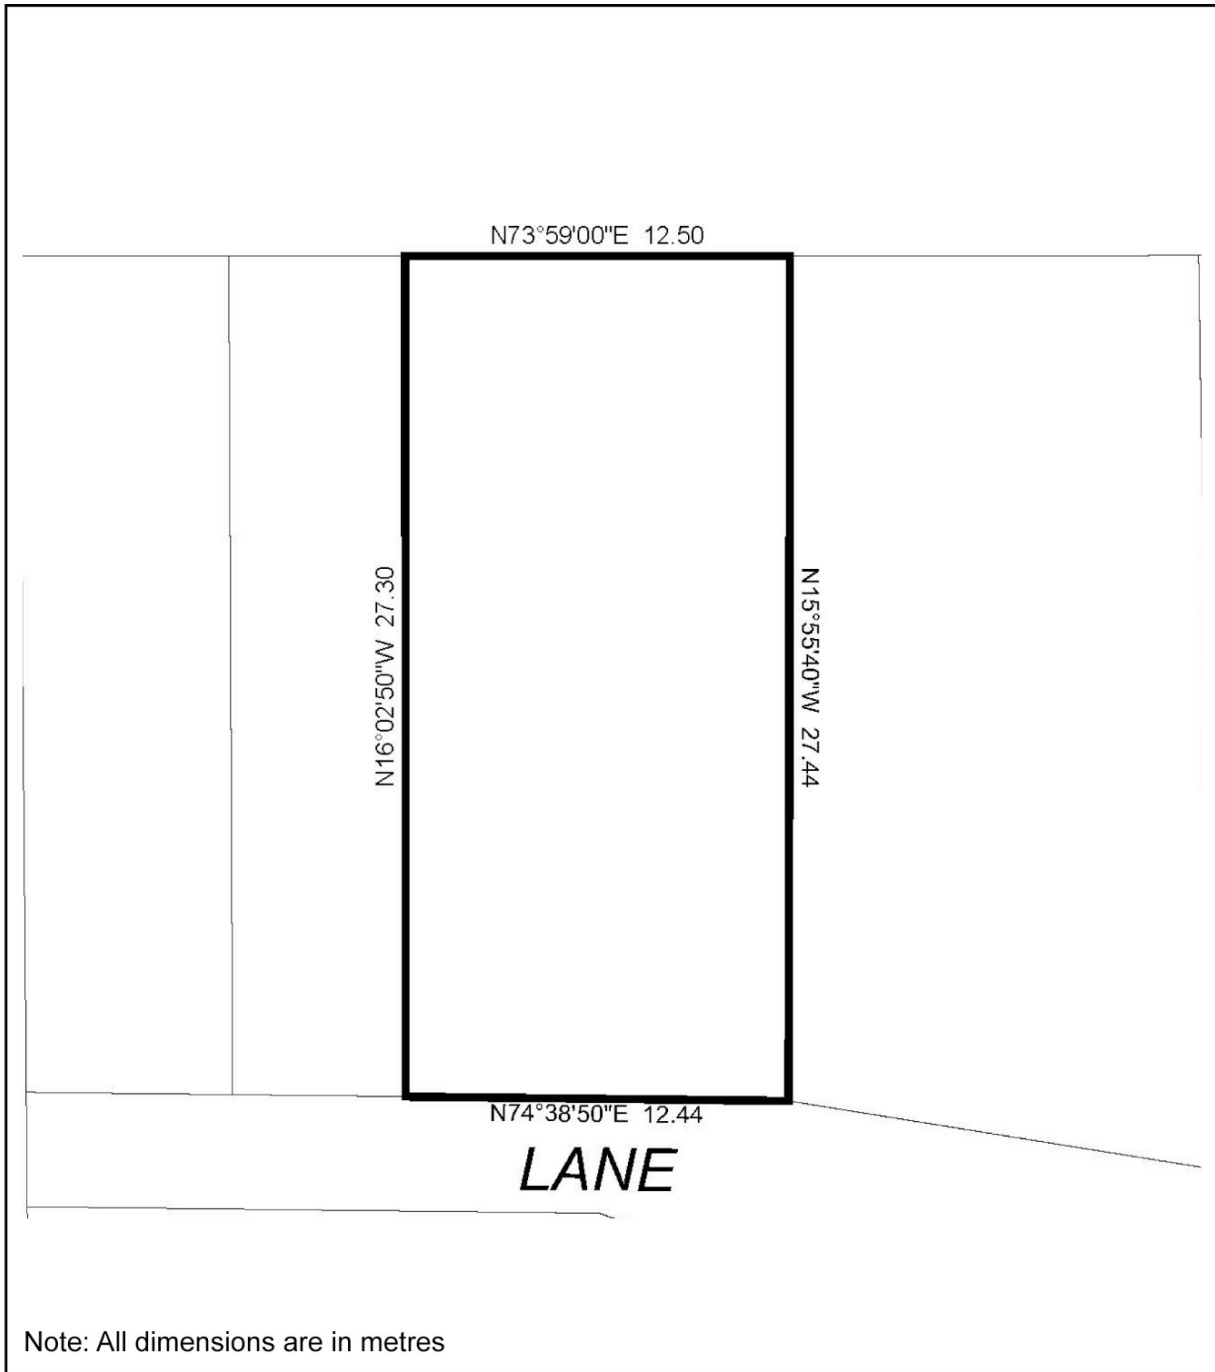 N73°59'00"E 12.50
N16°02'50"W 27.30
N15°55'40"W 27.44
N74°38'50"E 12.44
LANE
Note: All dimensions are in metres